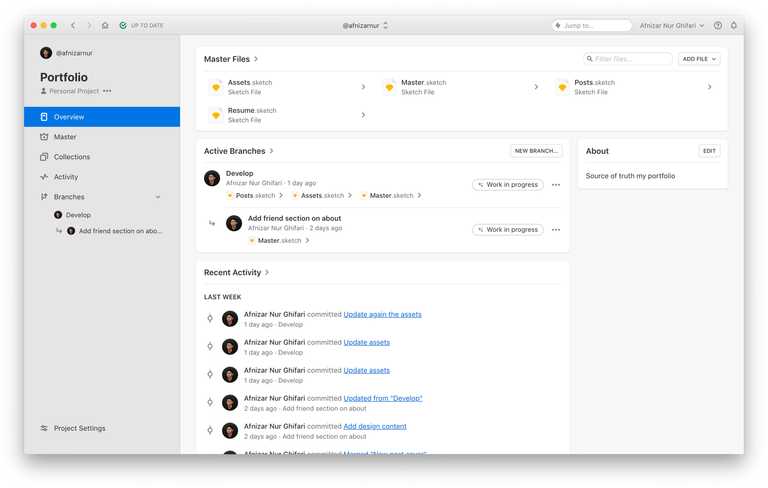 UP TO DATE
@afnizarnur
Jump to...
Afnizar Nur Ghifari
@afnizarnur
Portfolio
Personal Project
Overview
Master
Collections
Activity
Branches
Develop
Add friend section on abo...
Project Settings
Master Files
Filter files...
ADD FILE
Assets.sketch
Sketch File
Master.sketch
Sketch File
Posts.sketch
Sketch File
Resume.sketch
Sketch File
Active Branches
NEW BRANCH...
Develop
Afnizar Nur Ghifari · 1 day ago
Posts.sketch
Assets.sketch
Master.sketch
Work in progress
Add friend section on about
Afnizar Nur Ghifari · 2 days ago
Master.sketch
Work in progress
About
EDIT
Source of truth my portfolio
Recent Activity
LAST WEEK
Afnizar Nur Ghifari committed Update again the assets
1 day ago · Develop
Afnizar Nur Ghifari committed Update assets
1 day ago · Develop
Afnizar Nur Ghifari committed Update assets
1 day ago · Develop
Afnizar Nur Ghifari committed Updated from "Develop"
2 days ago · Add friend section on about
Afnizar Nur Ghifari committed Add design content
2 days ago · Add friend section on about
Afnizar Nur Ghifari committed Merged "New post cover"